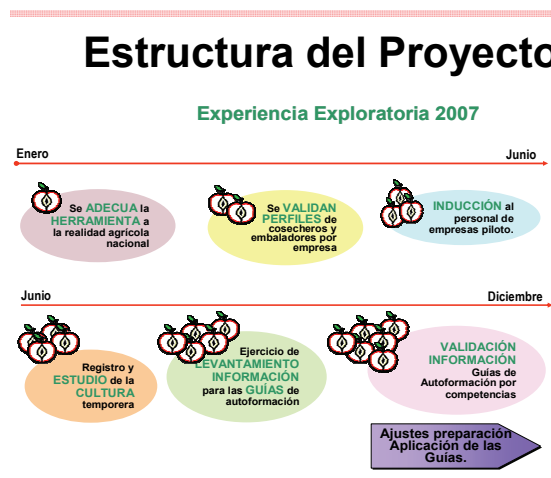 Estructura del Proyecto
Experiencia Exploratoria 2007
Enero
Junio
Se ADECUA la
HERRAMIENTA a
la realidad agrícola
nacional
Se VALIDAN
PERFILES de
cosecheros y
embaladores por
empresa
INDUCCIÓN al
personal de
empresas piloto.
Junio
Diciembre
Registro y
ESTUDIO de la
CULTURA
temporera
Ejercicio de
LEVANTAMIENTO
INFORMACIÓN
para las GUÍAS de
autoformación
VALIDACIÓN
INFORMACIÓN
Guías de
Autoformación por
competencias
Ajustes preparación
Aplicación de las
Guías.